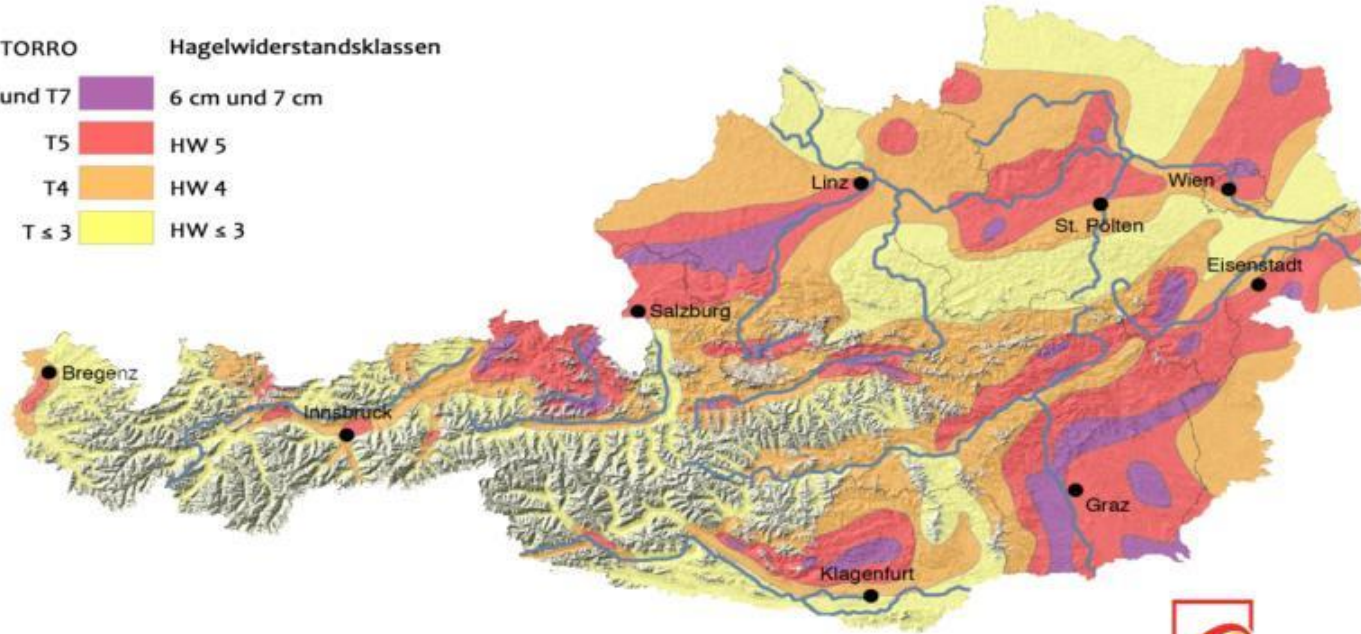 TORRO Hagelwiderstandsklassen
und T7 6 cm und 7 cm
T5 HW 5
T4 HW 4
T ≤ 3 HW ≤ 3
Linz
Wien
St. Pölten
Eisenstadt
Salzburg
Bregenz
Innsbruck
Graz
Klagenfurt